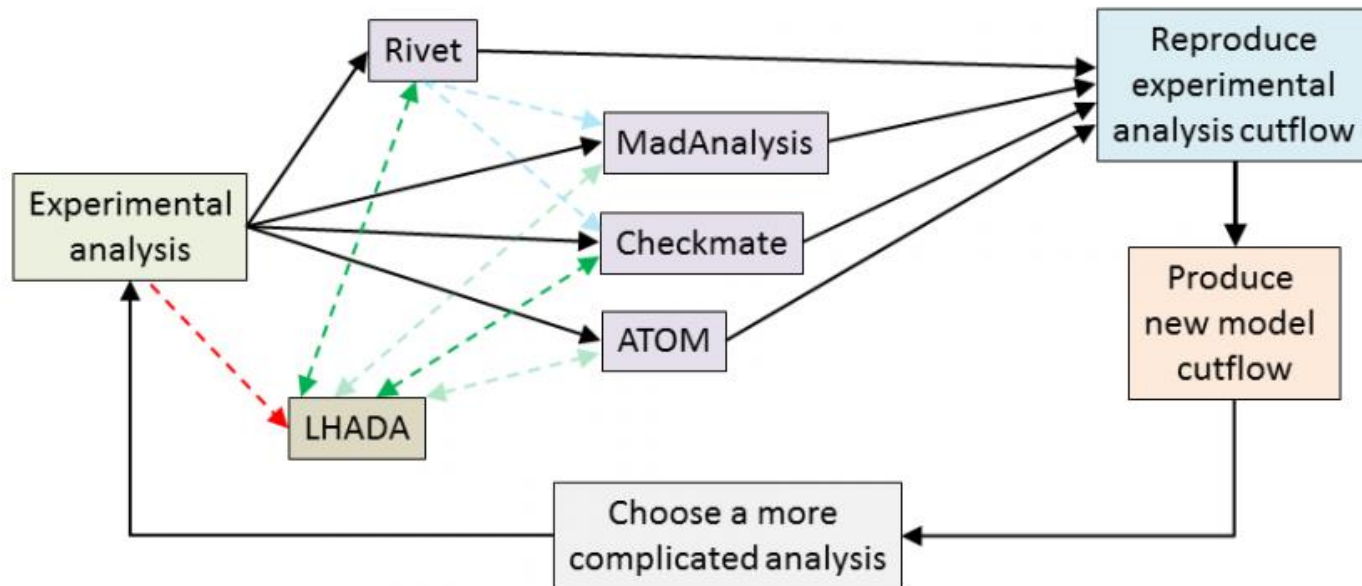 Rivet
MadAnalysis
Experimental
analysis
Checkmate
ATOM
LHADA
Reproduce
experimental
analysis cutflow
Produce
new model
cutflow
Choose a more
complicated analysis